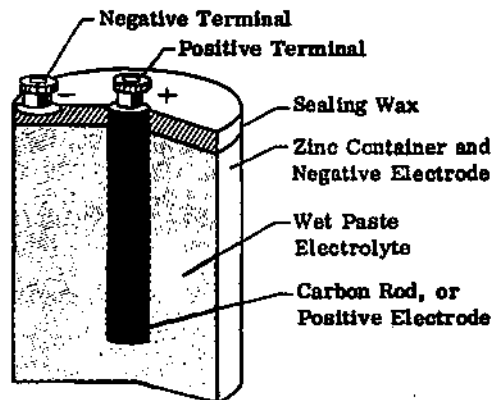 Negative Terminal
Positive Terminal
-
+
Sealing Wax
Zinc Container and
Negative Electrode
Wet Paste
Electrolyte
Carbon Rod, or
Positive Electrode